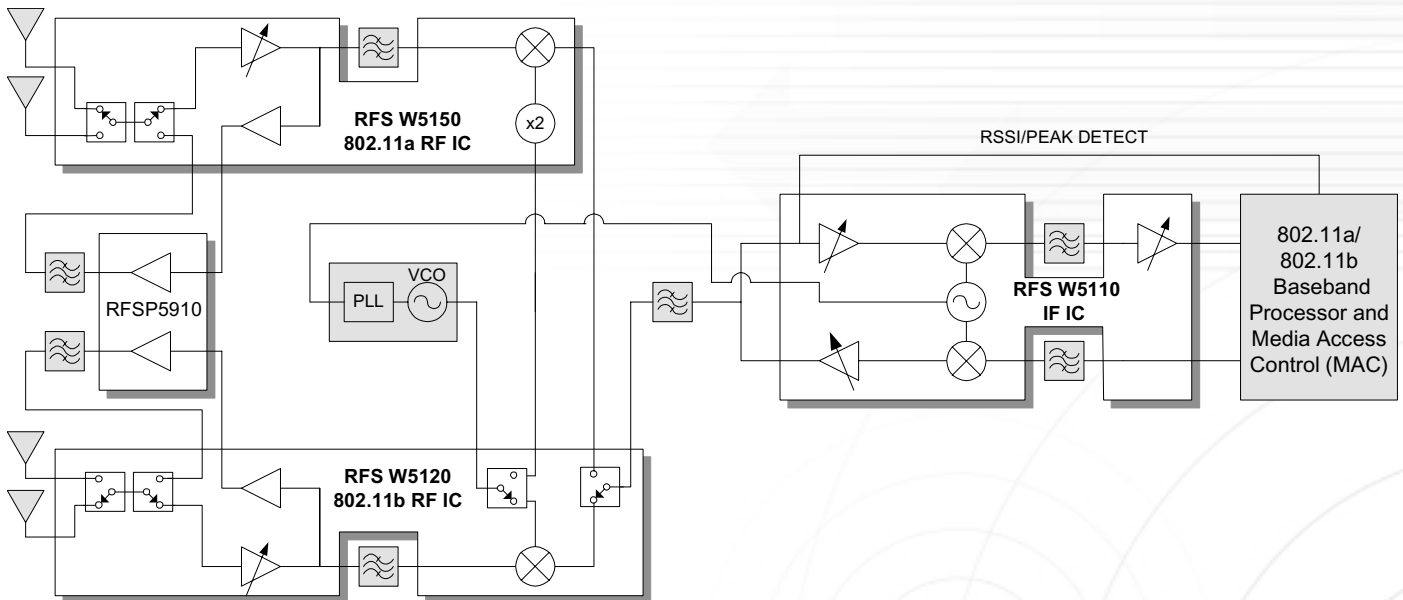 RFS W5150
802.11a RF IC
x2
RSSI/PEAK DETECT
RFSP5910
VCO
PLL
RFS W5110
IF IC
802.11a/
802.11b
Baseband
Processor and
Media Access
Control (MAC)
RFS W5120
802.11b RF IC